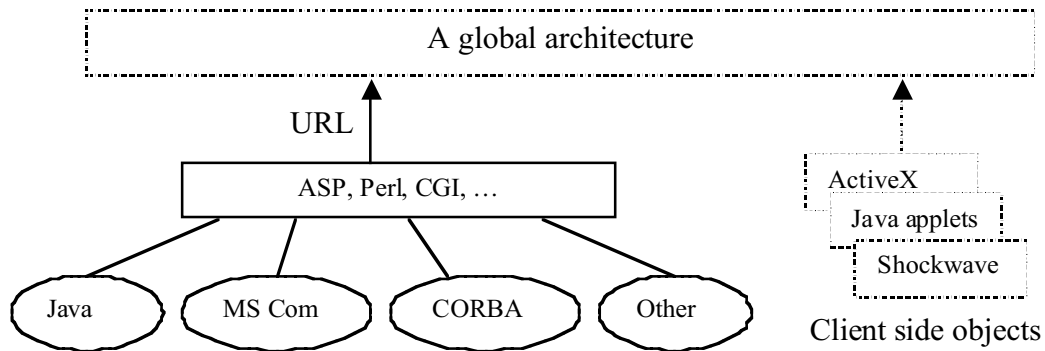 A global architecture
URL
ASP, Perl, CGI, …
ActiveX
Java applets
Shockwave
Java
MS Com
CORBA
Other
Client side objects